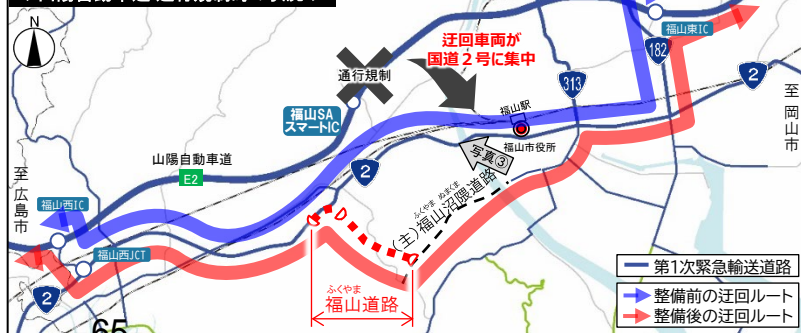 N
通行規制
迂回車両が
国道２号に集中
福山東IC
182
2
313
至 岡山市
福山SA
スマートIC
福山駅
福山市役所
写真③
山陽自動車道
E2
2
至 広島市
福山西IC
福山西JCT
2
ふくやま ぬまくま
(主)福山沼隈道路
ふくやま
福山道路
第1次緊急輸送道路
整備前の迂回ルート
整備後の迂回ルート